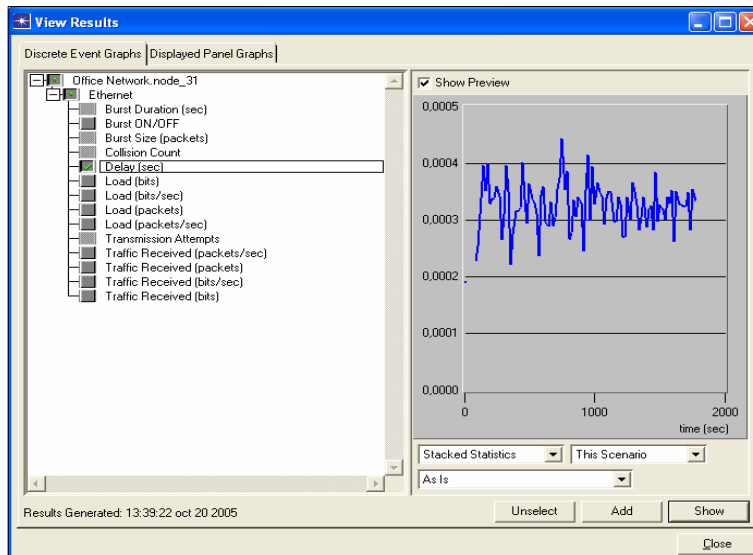 View Results
Discrete Event Graphs Displayed Panel Graphs
Office Network.node_31
Ethernet
Burst Duration (sec)
Burst ON/OFF
Burst Size (packets)
Collision Count
Delay (sec)
Load (bits)
Load (bits/sec)
Load (packets)
Load (packets/sec)
Transmission Attempts
Traffic Received (packets/sec)
Traffic Received (packets)
Traffic Received (bits/sec)
Traffic Received (bits)
Show Preview
0,0005
0,0004
0,0003
0,0002
0,0001
0,0000
0 1000 2000
time (sec)
Stacked Statistics This Scenario
As Is
Results Generated: 13:39:22 oct 20 2005
Unselect Add Show
Close